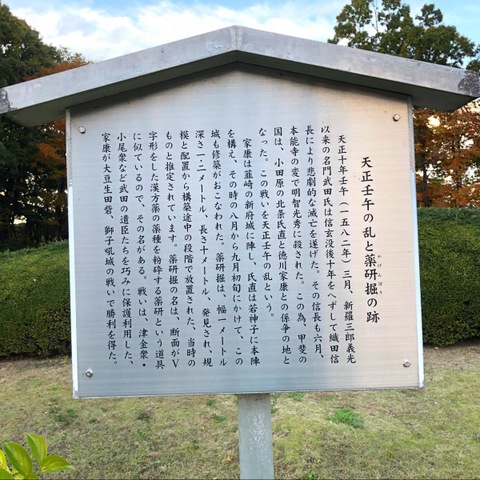 天正壬午の乱と薬研堀の跡
やげんぼり
天正十年壬午（一五八二年）三月、新羅三郎義光
以来の名門武田氏は信玄没後十年をへずして織田信
長により悲劇的な滅亡を遂げた。その信長も六月、
本能寺の変で明智光秀に殺された。この為、甲斐の
国は、小田原の北条氏直と徳川家康との係争の地と
なった。この戦いを天正壬午の乱という。
家康は韮崎の新府城に陣し、氏直は若神子に本陣
を構え、その時の八月から九月初旬にかけて、この
城も修築がおこなわれた。薬研堀は、幅二メートル
深さ一・二メートル、長さ十メートル、発見され、規
模と配置から構築途中の段階で放置された、当時の
ものと推定されています。薬研堀の名は、断面がＶ
字形をした漢方薬の薬種を粉砕する薬研という道具
に似ているので、その名がある。戦いは、津金衆・
小尾衆など武田の遺臣たちを巧みに保護利用した、
家康が大豆生田砦、獅子吼城の戦いで勝利を得た。